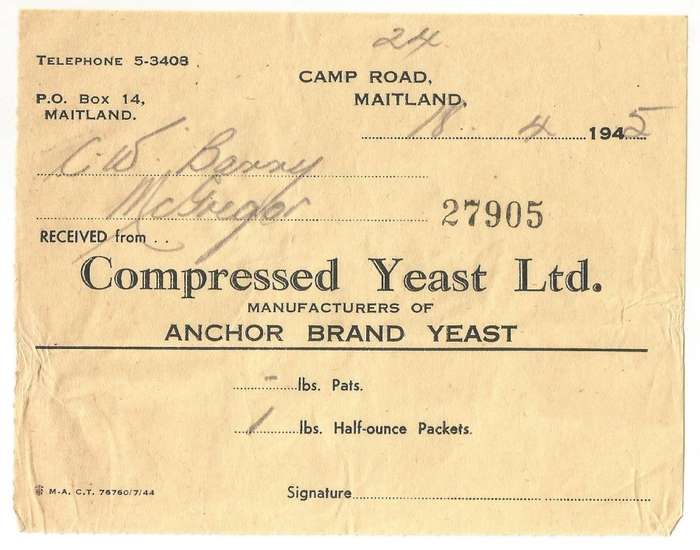 24
TELEPHONE 5-3408
CAMP ROAD,
P.O. BOX 14,
MAITLAND,
MAITLAND.
18 . 4 1945
C. W. Barry
McGregor
27905
RECEIVED from . .
Compressed Yeast Ltd.
MANUFACTURERS OF
ANCHOR BRAND YEAST
- lbs. Pats.
1 lbs. Half-ounce Packets.
M-A, C.T. 76760/7/44
Signature